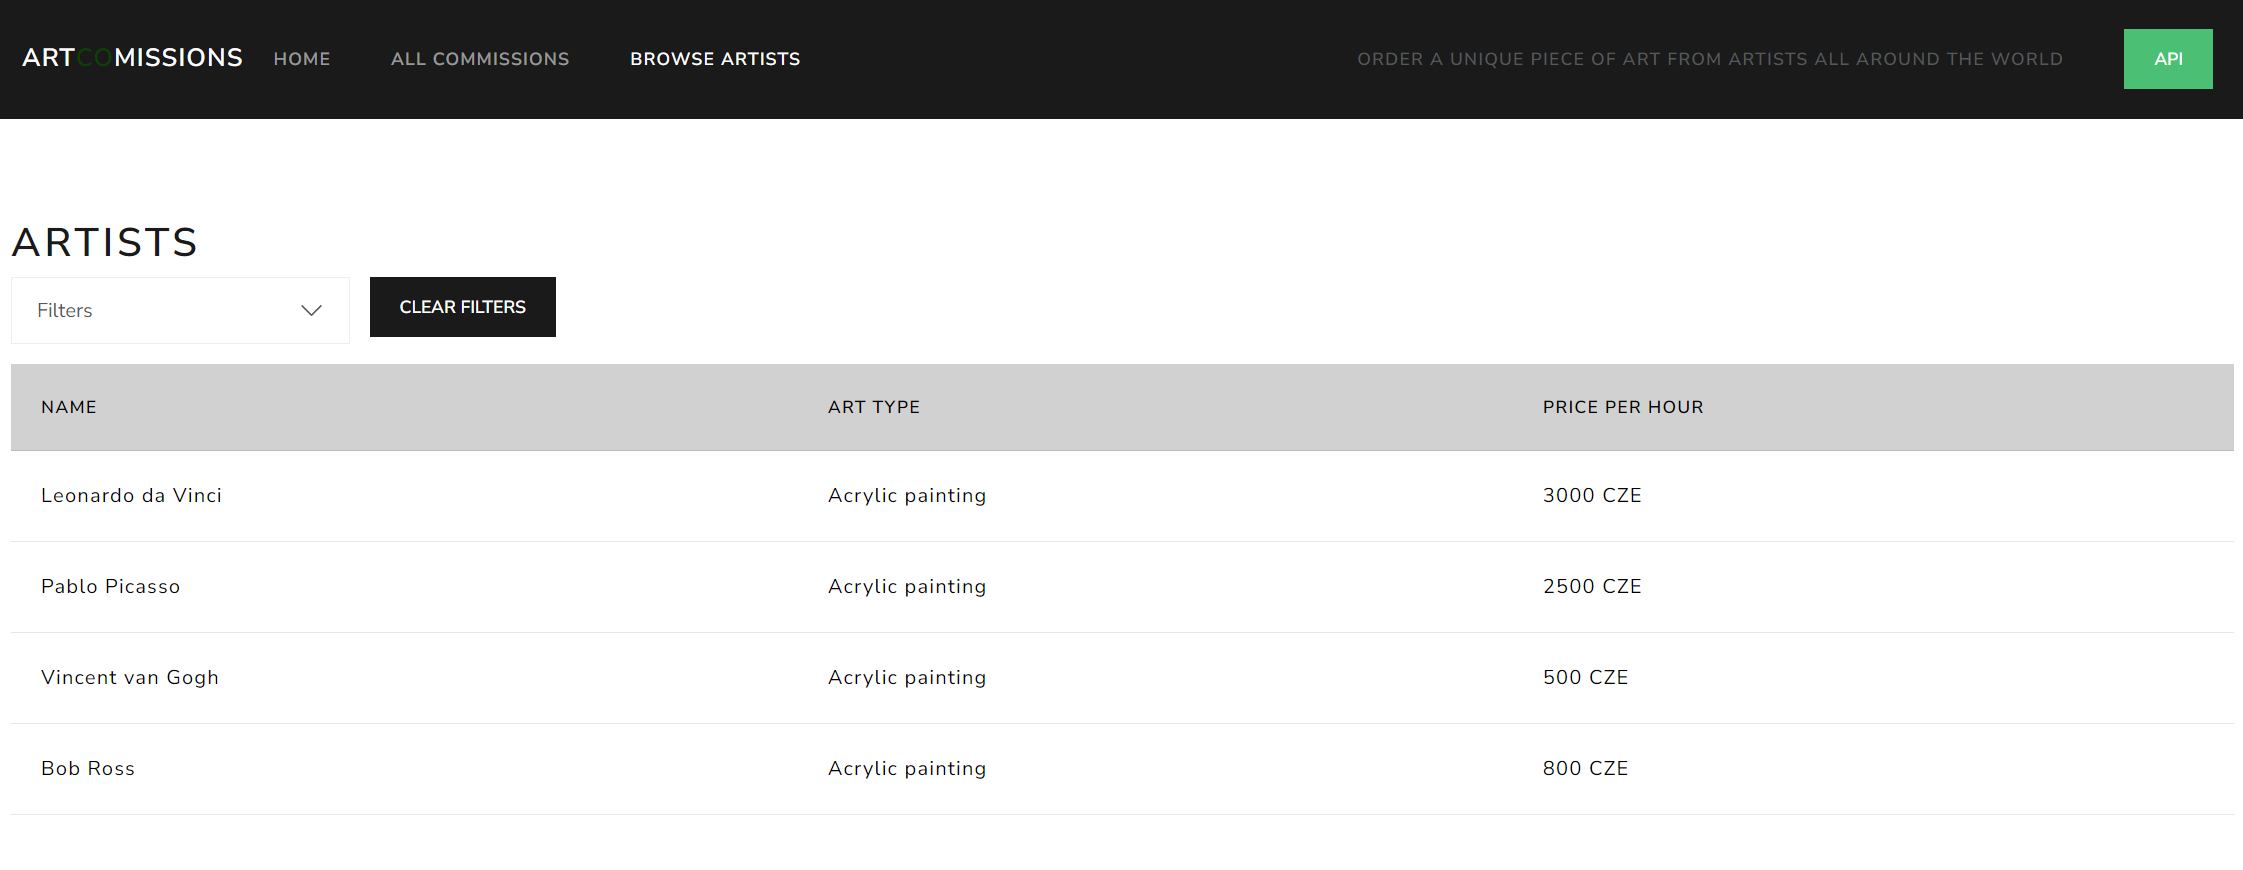 ARTCOMISSIONS HOME ALL COMMISSIONS BROWSE ARTISTS ORDER A UNIQUE PIECE OF ART FROM ARTISTS ALL AROUND THE WORLD API
ARTISTS
Filters CLEAR FILTERS
NAME ART TYPE PRICE PER HOUR
Leonardo da Vinci Acrylic painting 3000 CZE
Pablo Picasso Acrylic painting 2500 CZE
Vincent van Gogh Acrylic painting 500 CZE
Bob Ross Acrylic painting 800 CZE